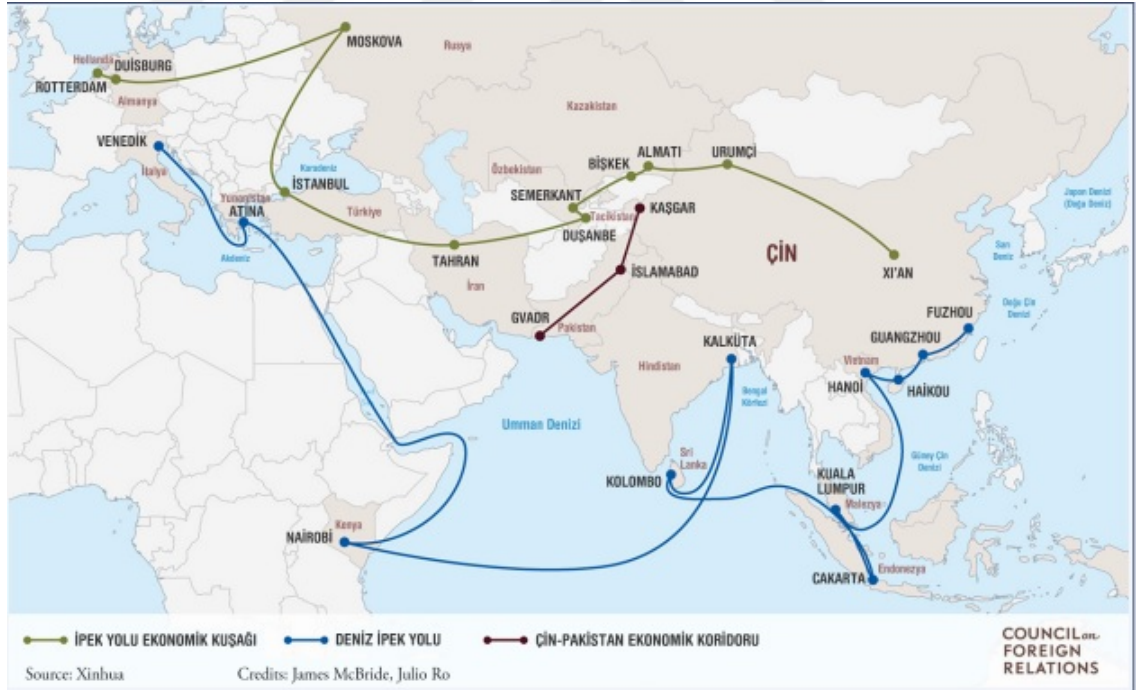 MOSKOVA
Rusya
Hollanda
DUİSBURG
ROTTERDAM
Almanya
Kazakistan
VENEDİK
İtalya
Karadeniz
İSTANBUL
Yunanistan
ATİNA
Türkiye
Akdeniz
Özbekistan
BİŞKEK
ALMATI
URUMÇİ
SEMERKANT
Tacikistan
KAŞGAR
DUŞANBE
TAHRAN
İran
İSLAMABAD
GVADR
Pakistan
ÇİN
XI'AN
Japon Denizi
(Doğu Deniz)
Sarı
Deniz
Doğu Çin
Denizi
FUZHOU
GUANGZHOU
KALKÜTA
Hindistan
Vietnam
HANOİ
HAİKOU
Bengal
Körfezi
Umman Denizi
Sri
Lanka
KOLOMBO
Güney Çin
Denizi
KUALA
LUMPUR
Malezya
Kenya
NAİROBİ
CAKARTA
Endonezya
İPEK YOLU EKONOMİK KUŞAĞI
DENİZ İPEK YOLU
ÇİN-PAKİSTAN EKONOMİK KORİDORU
COUNCIL on
FOREIGN
RELATIONS
Source: Xinhua
Credits: James McBride, Julio Ro